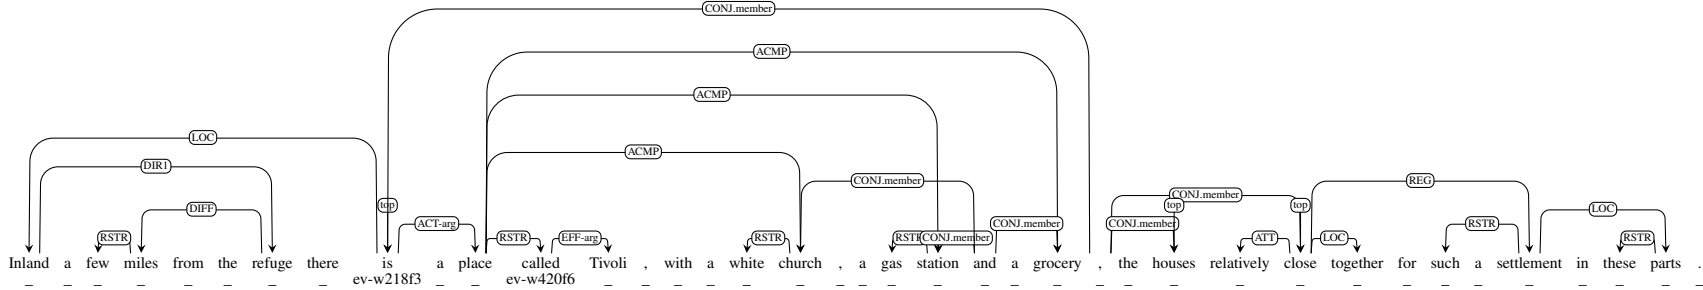 CONJ.member
ACMP
ACMP
LOC
ACMP
DIR1
CONJ.member REG
CONJ.member
top top top
DIFF LOC
ACT-arg CONJ.member CONJ.member RSTR
RSTR RSTR EFF-arg RSTR RSTR CONJ.member ATT LOC RSTR
Inland a few miles from the refuge there is a place called Tivoli , with a white church , a gas station and a grocery , the houses relatively close together for such a settlement in these parts .
_ _ _ _ _ _ _ _ ev-w218f3 _ _ ev-w420f6 _ _ _ _ _ _ _ _ _ _ _ _ _ _ _ _ _ _ _ _ _ _ _ _ _ _ _